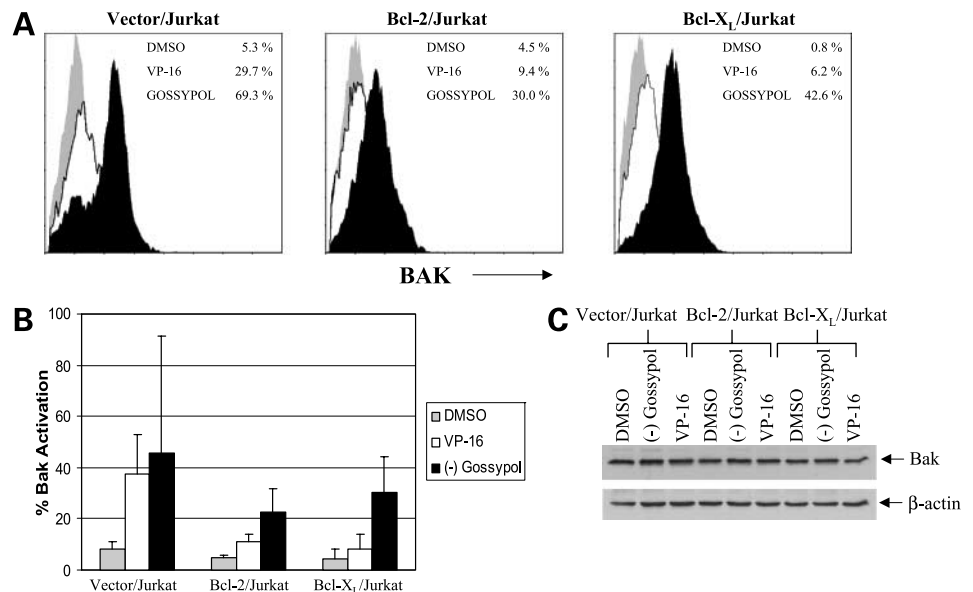 A
Vector/Jurkat
DMSO 5.3 %
VP-16 29.7 %
GOSSYPOL 69.3 %
Bcl-2/Jurkat
DMSO 4.5 %
VP-16 9.4 %
GOSSYPOL 30.0 %
Bcl-XL/Jurkat
DMSO 0.8 %
VP-16 6.2 %
GOSSYPOL 42.6 %
BAK
B
% Bak Activation
100
80
60
40
20
0
Vector/Jurkat
Bcl-2/Jurkat
Bcl-XL/Jurkat
DMSO
VP-16
(-) Gossypol
C
Vector/Jurkat Bcl-2/Jurkat Bcl-XL/Jurkat
DMSO
(-) Gossypol
VP-16
DMSO
(-) Gossypol
VP-16
DMSO
(-) Gossypol
VP-16
Bak
β-actin